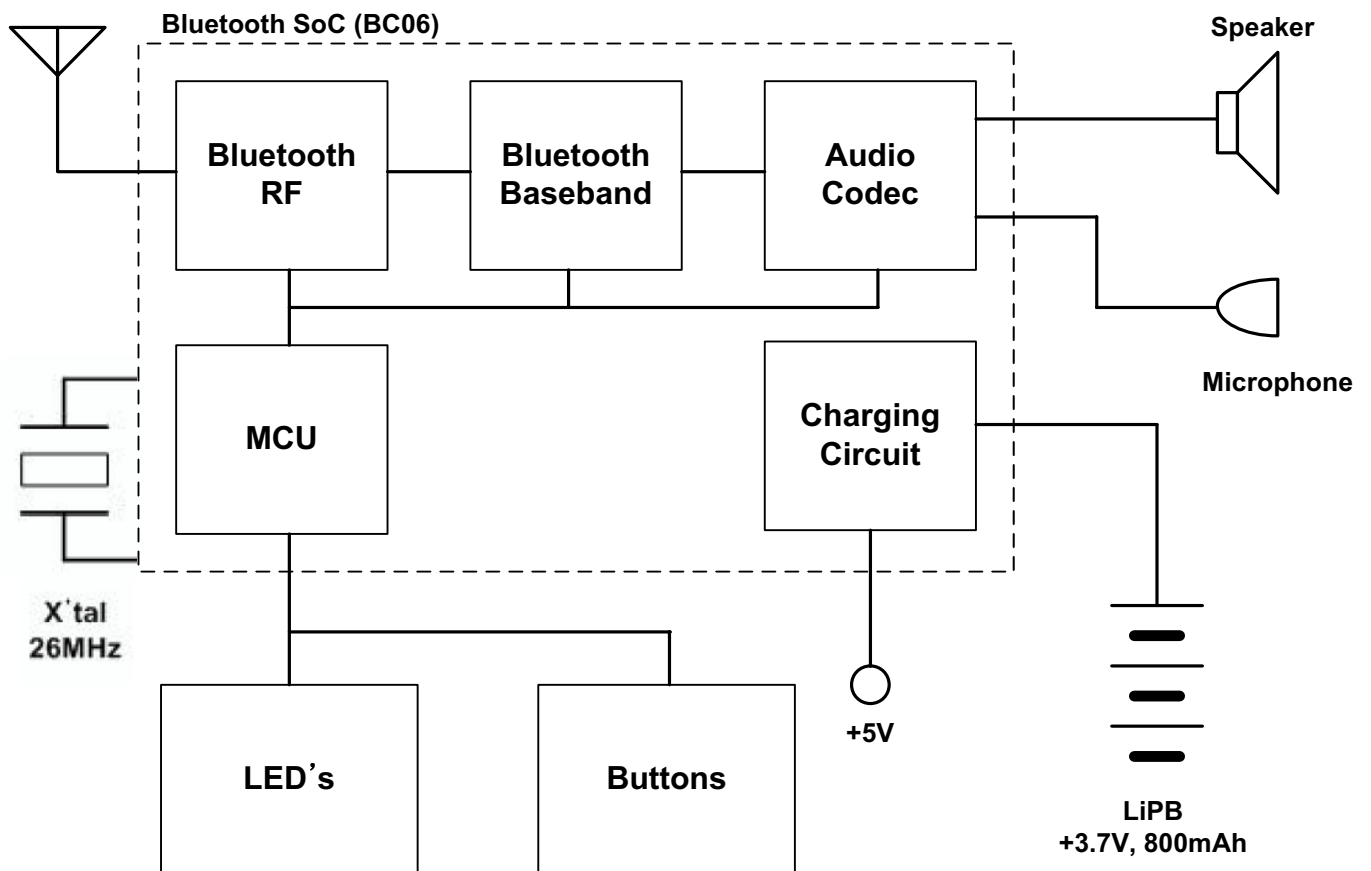 Bluetooth SoC (BC06)
Speaker
Bluetooth
RF
Bluetooth
Baseband
Audio
Codec
Microphone
MCU
Charging
Circuit
X'tal
26MHz
+5V
LED's
Buttons
LiPB
+3.7V, 800mAh